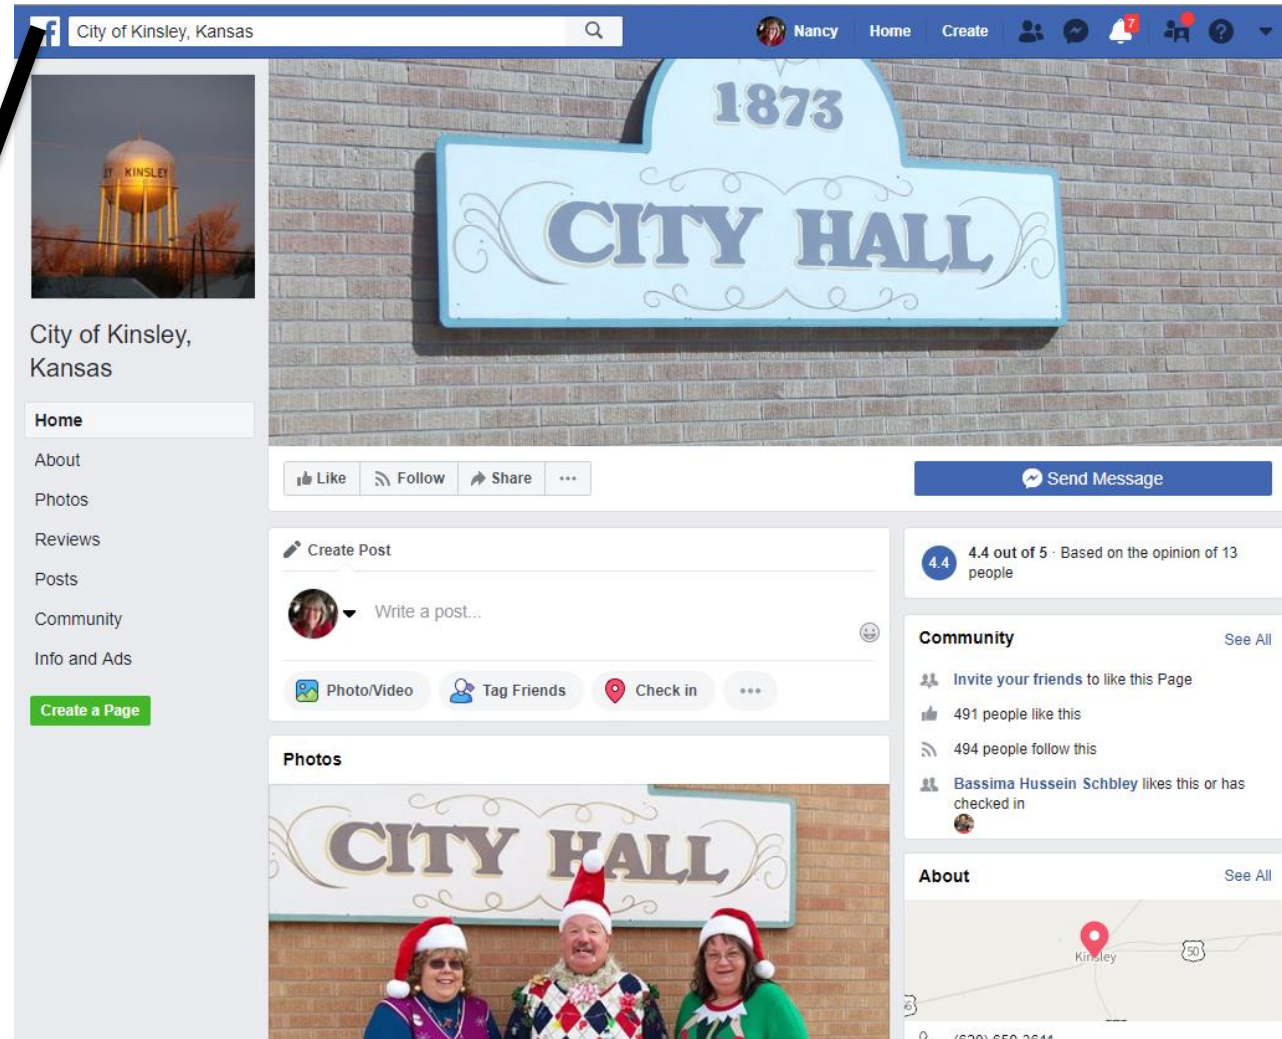 City of Kinsley, Kansas
Nancy
Home
Create
7
KINSLEY
City of Kinsley,
Kansas
Home
About
Photos
Reviews
Posts
Community
Info and Ads
Create a Page
1873
CITY HALL
Like
Follow
Share
Send Message
Create Post
Write a post...
Photo/Video
Tag Friends
Check in
Photos
CITY HALL
4.4
4.4 out of 5 · Based on the opinion of 13
people
Community
See All
Invite your friends to like this Page
491 people like this
494 people follow this
Bassima Hussein Schbley likes this or has
checked in
About
See All
Kinsley
50